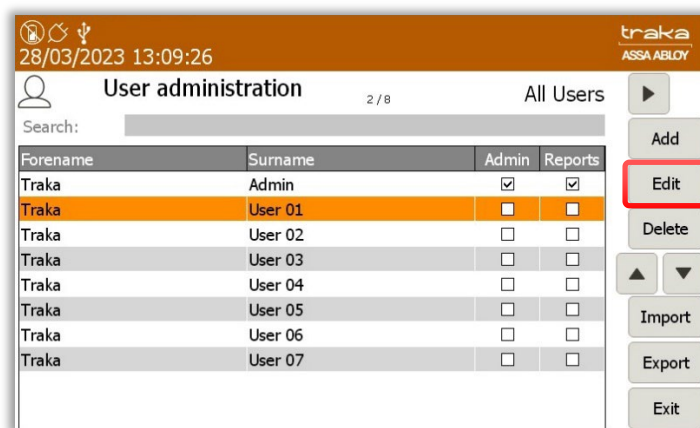 28/03/2023 13:09:26
traka
ASSA ABLOY
User administration 2/8 All Users
Search:
Forename Surname Admin Reports
Traka Admin
Traka User 01
Traka User 02
Traka User 03
Traka User 04
Traka User 05
Traka User 06
Traka User 07
Add
Edit
Delete
Import
Export
Exit